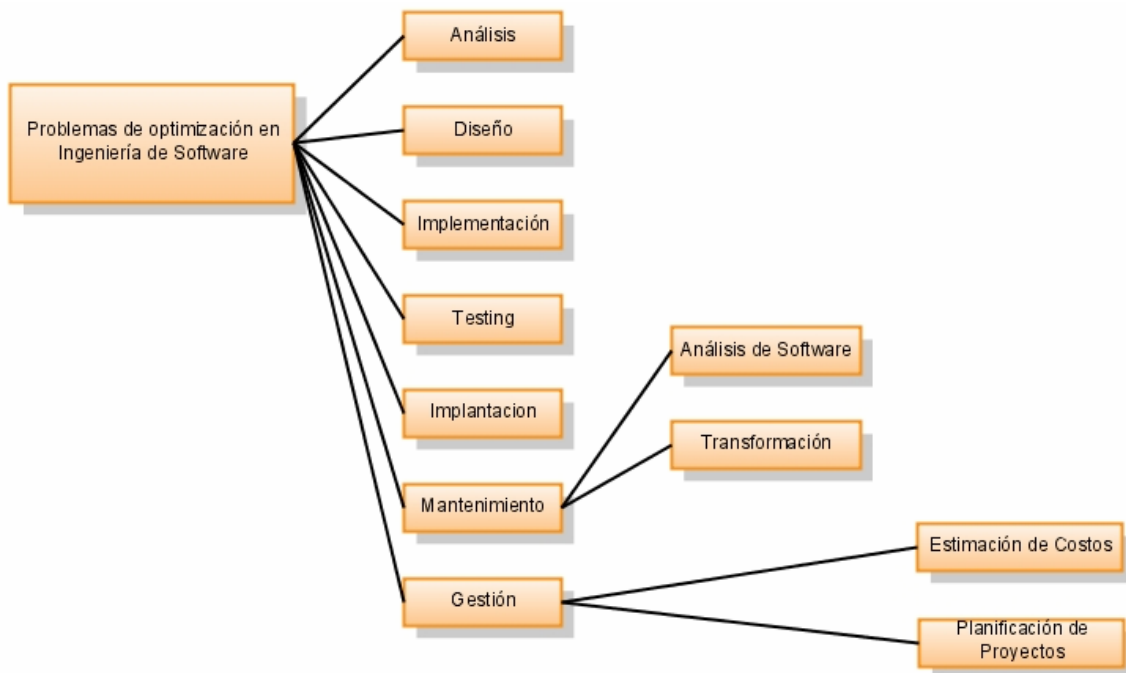 Problemas de optimización en
Ingeniería de Software
Análisis
Diseño
Implementación
Testing
Implantacion
Mantenimiento
Gestión
Análisis de Software
Transformación
Estimación de Costos
Planificación de
Proyectos